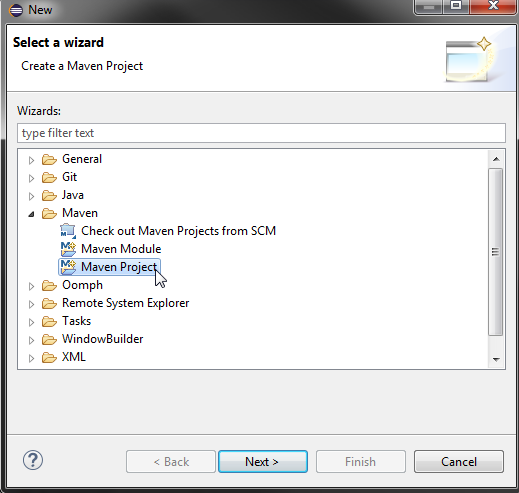 New
Select a wizard
Create a Maven Project
Wizards:
type filter text
General
Git
Java
Maven
Check out Maven Projects from SCM
Maven Module
Maven Project
Oomph
Remote System Explorer
Tasks
WindowBuilder
XML
? < Back Next > Finish Cancel